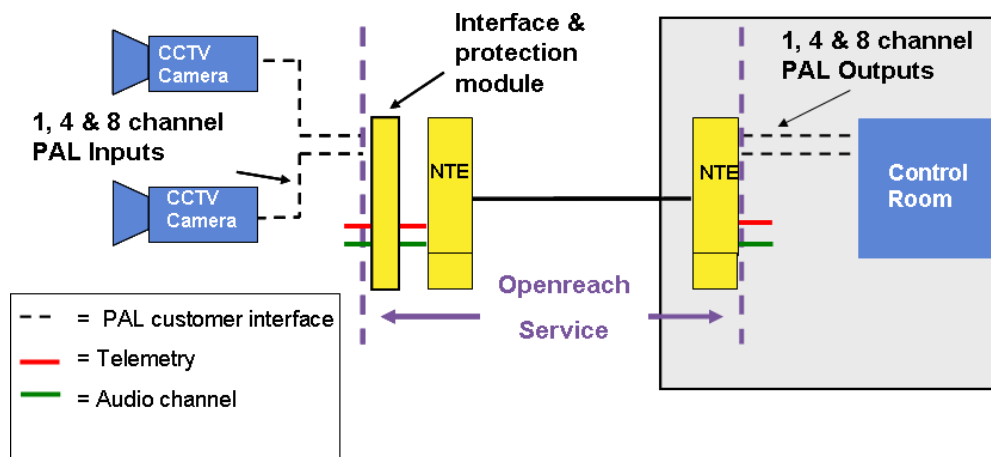 CCTV
Camera
Interface &
protection
module
1, 4 & 8 channel
PAL Outputs
1, 4 & 8 channel
PAL Inputs
NTE
NTE
Control
Room
CCTV
Camera
Openreach
Service
= PAL customer interface
= Telemetry
= Audio channel